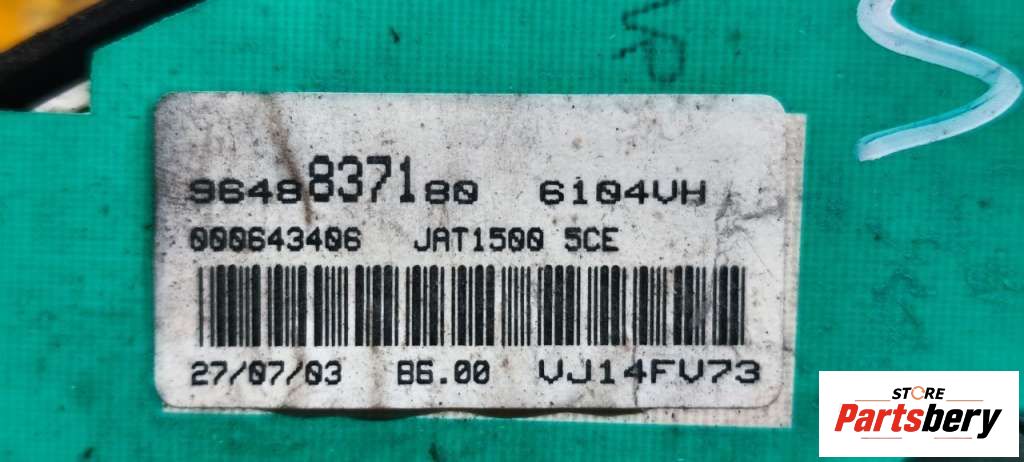 9648837180 6104VH
000643406 JAT1500 5CE
27/07/03 B6.00 VJ14FV73
STORE
Partsbery